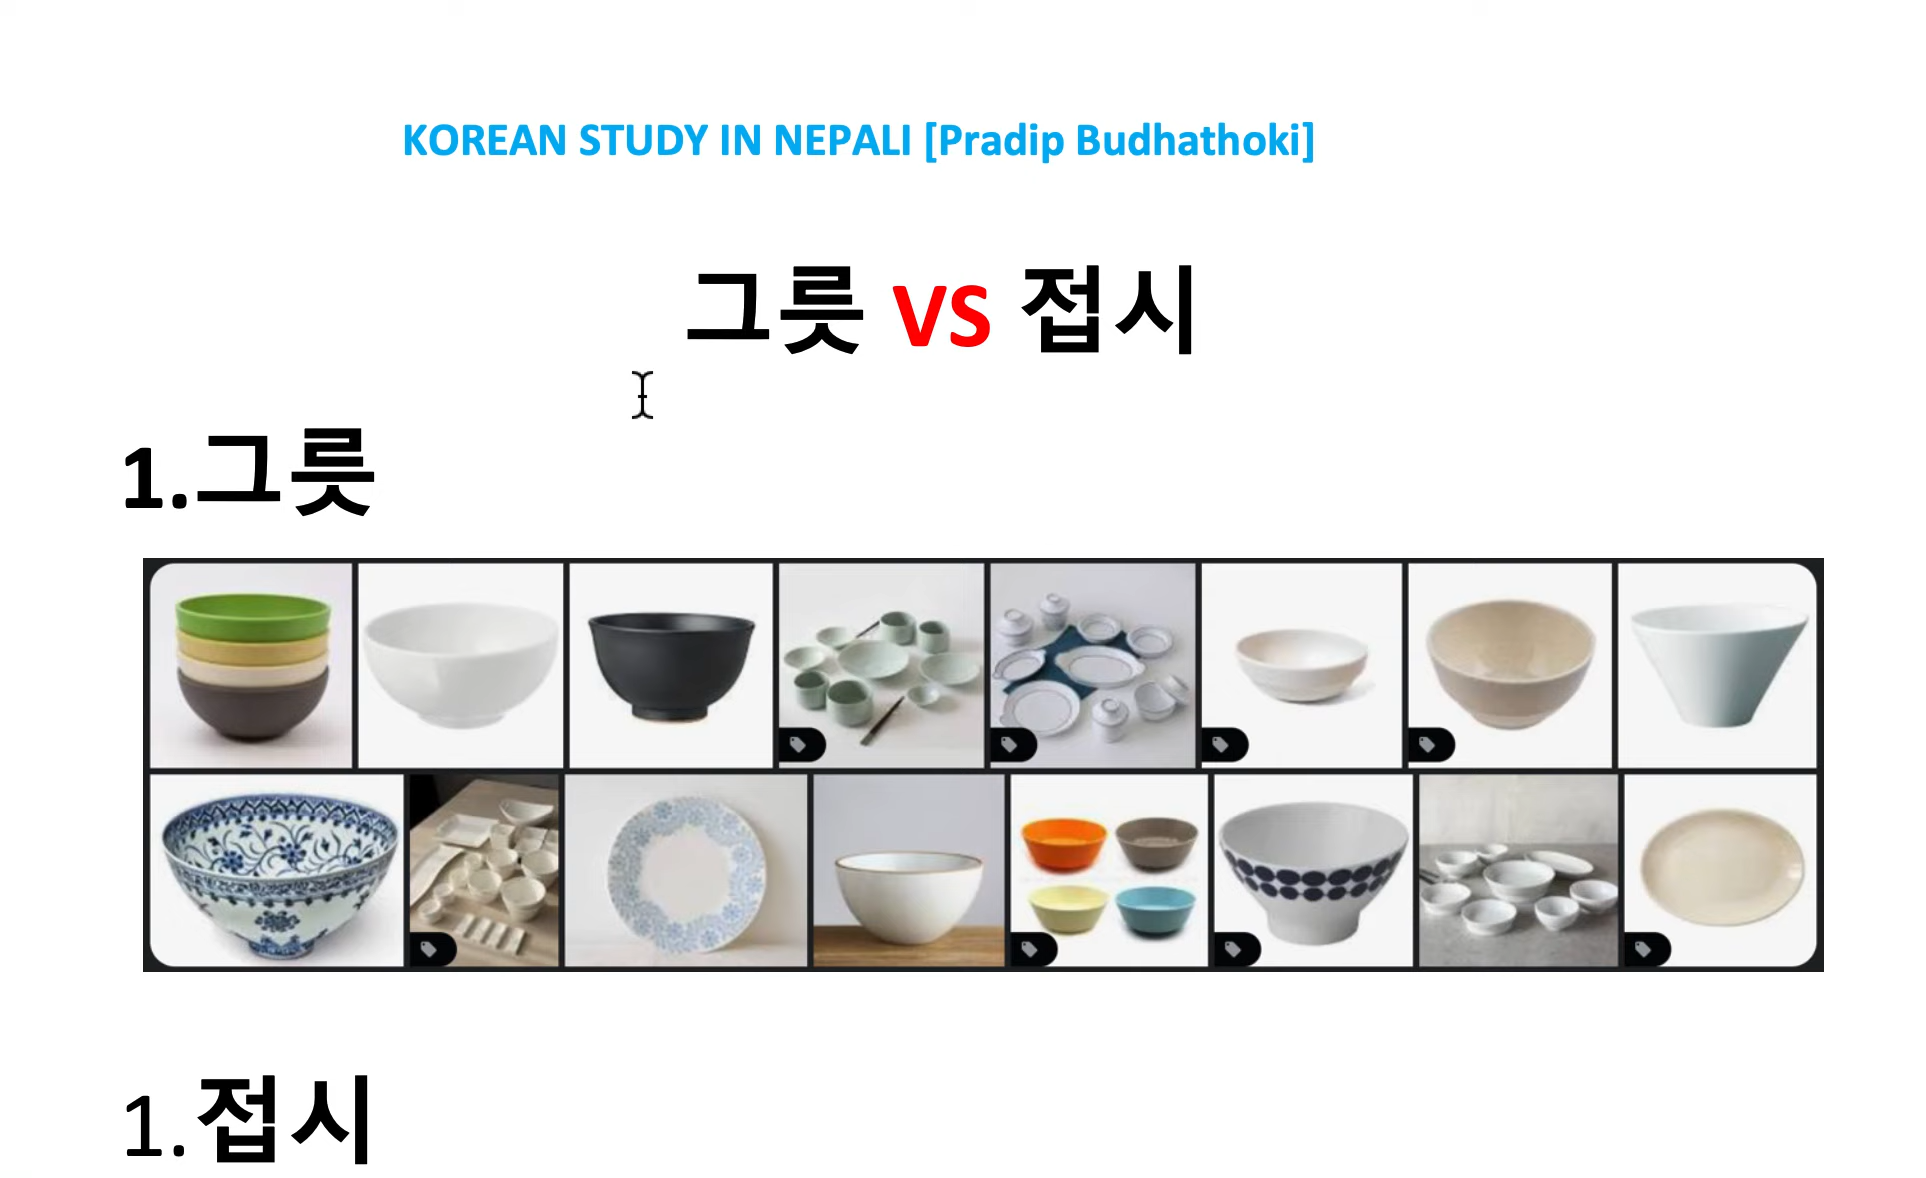 KOREAN STUDY IN NEPALI [Pradip Budhathoki]
그릇 VS 접시
1.그릇
1.접시